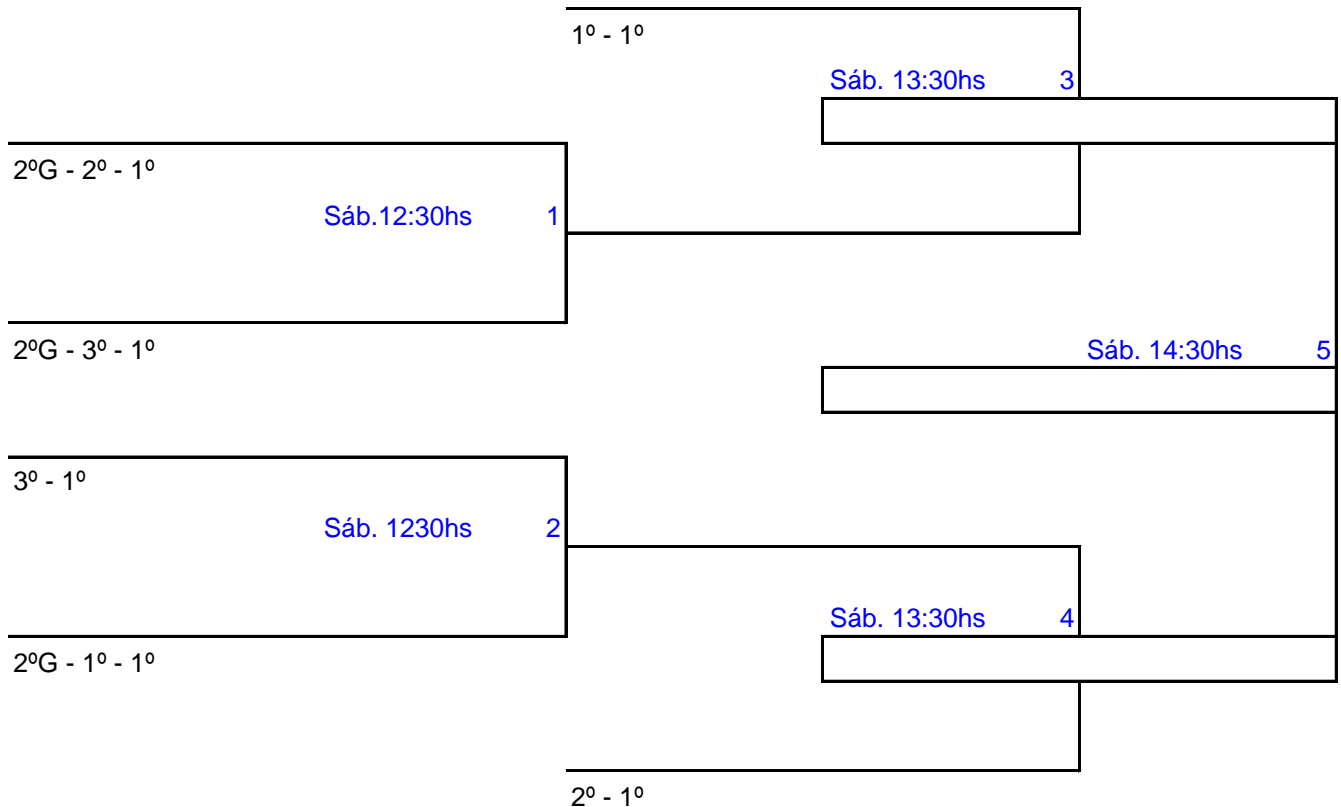 1º - 1º
Sáb. 13:30hs 3
2ºG - 2º - 1º
Sáb.12:30hs 1
2ºG - 3º - 1º
Sáb. 14:30hs 5
3º - 1º
Sáb. 1230hs 2
Sáb. 13:30hs 4
2ºG - 1º - 1º
2º - 1º